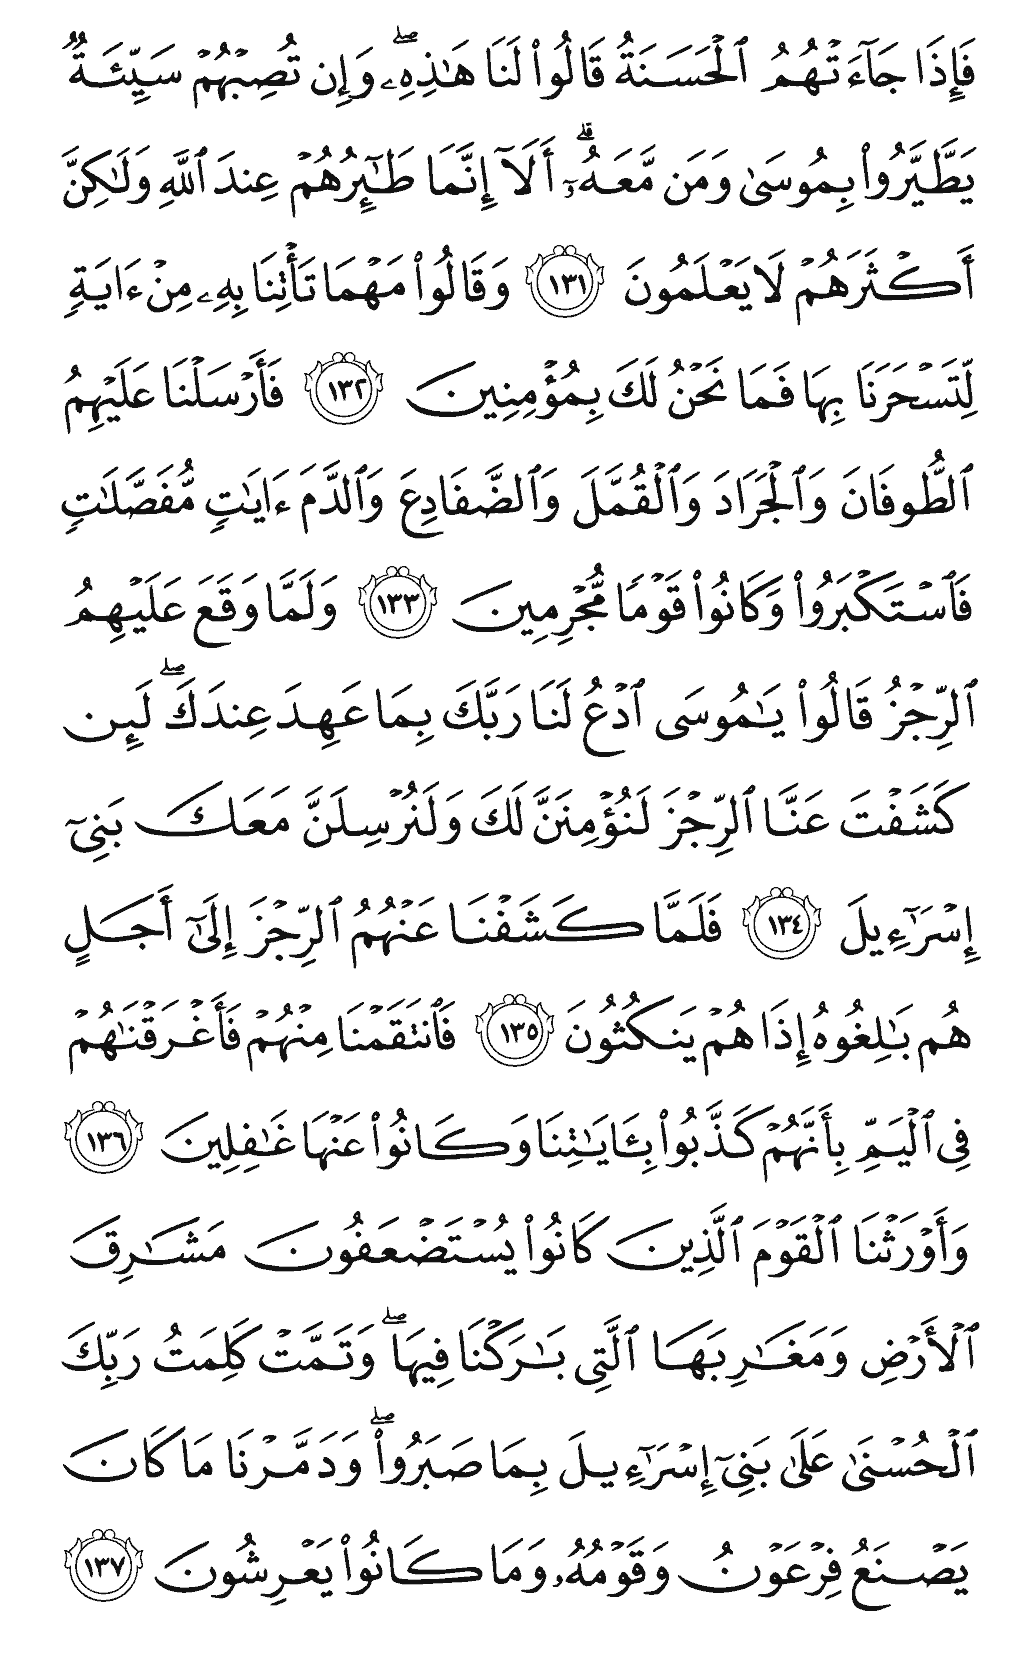 فَإِذَا جَآءَتْهُمُ ٱلْحَسَنَةُ قَالُوا۟ لَنَا هَـٰذِهِۦ ۖ وَإِن تُصِبْهُمْ سَيِّئَةٌ
يَطَّيَّرُوا۟ بِمُوسَىٰ وَمَن مَّعَهُۥٓ ۗ أَلَآ إِنَّمَا طَـٰٓئِرُهُمْ عِندَ ٱللَّهِ وَلَـٰكِنَّ
أَكْثَرَهُمْ لَا يَعْلَمُونَ ١٣١ وَقَالُوا۟ مَهْمَا تَأْتِنَا بِهِۦ مِنْ ءَايَةٍ
لِّتَسْحَرَنَا بِهَا فَمَا نَحْنُ لَكَ بِمُؤْمِنِينَ ١٣٢ فَأَرْسَلْنَا عَلَيْهِمُ
ٱلطُّوفَانَ وَٱلْجَرَادَ وَٱلْقُمَّلَ وَٱلضَّفَادِعَ وَٱلدَّمَ ءَايَـٰتٍ مُّفَصَّلَـٰتٍ
فَٱسْتَكْبَرُوا۟ وَكَانُوا۟ قَوْمًا مُّجْرِمِينَ ١٣٣ وَلَمَّا وَقَعَ عَلَيْهِمُ
ٱلرِّجْزُ قَالُوا۟ يَـٰمُوسَى ٱدْعُ لَنَا رَبَّكَ بِمَا عَهِدَ عِندَكَ ۖ لَئِن
كَشَفْتَ عَنَّا ٱلرِّجْزَ لَنُؤْمِنَنَّ لَكَ وَلَنُرْسِلَنَّ مَعَكَ بَنِىٓ
إِسْرَٰٓءِيلَ ١٣٤ فَلَمَّا كَشَفْنَا عَنْهُمُ ٱلرِّجْزَ إِلَىٰٓ أَجَلٍ
هُم بَـٰلِغُوهُ إِذَا هُمْ يَنكُثُونَ ١٣٥ فَٱنتَقَمْنَا مِنْهُمْ فَأَغْرَقْنَـٰهُمْ
فِى ٱلْيَمِّ بِأَنَّهُمْ كَذَّبُوا۟ بِـَٔايَـٰتِنَا وَكَانُوا۟ عَنْهَا غَـٰفِلِينَ ١٣٦
وَأَوْرَثْنَا ٱلْقَوْمَ ٱلَّذِينَ كَانُوا۟ يُسْتَضْعَفُونَ مَشَـٰرِقَ
ٱلْأَرْضِ وَمَغَـٰرِبَهَا ٱلَّتِى بَـٰرَكْنَا فِيهَا ۖ وَتَمَّتْ كَلِمَتُ رَبِّكَ
ٱلْحُسْنَىٰ عَلَىٰ بَنِىٓ إِسْرَٰٓءِيلَ بِمَا صَبَرُوا۟ ۖ وَدَمَّرْنَا مَا كَانَ
يَصْنَعُ فِرْعَوْنُ وَقَوْمُهُۥ وَمَا كَانُوا۟ يَعْرِشُونَ ١٣٧